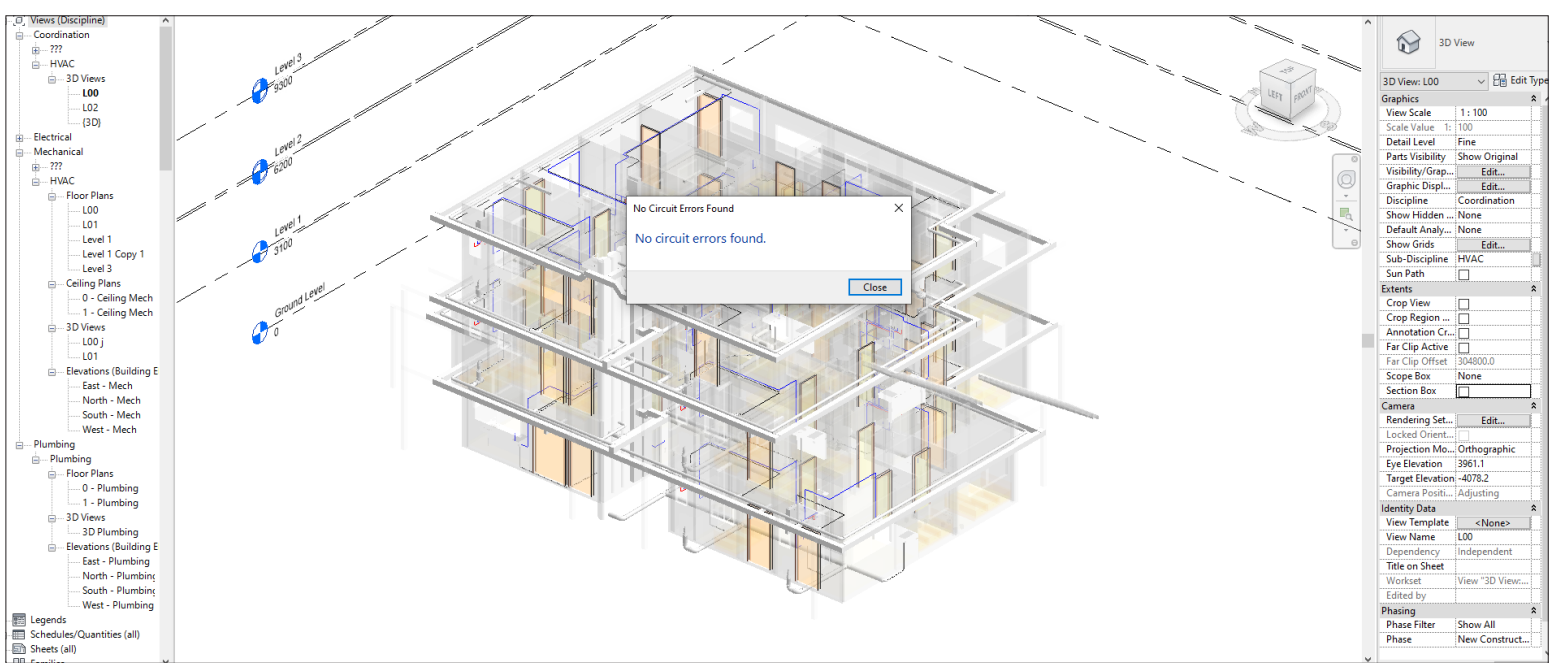 Views (Discipline)
Coordination
???
HVAC
3D Views
L00
L02
{3D}
Electrical
Mechanical
???
HVAC
Floor Plans
L00
L01
Level 1
Level 1 Copy 1
Level 3
Ceiling Plans
0 - Ceiling Mech
1 - Ceiling Mech
3D Views
L00 j
L01
Elevations (Building E
East - Mech
North - Mech
South - Mech
West - Mech
Plumbing
Plumbing
Floor Plans
0 - Plumbing
1 - Plumbing
3D Views
3D Plumbing
Elevations (Building E
East - Plumbing
North - Plumbing
South - Plumbing
West - Plumbing
Legends
Schedules/Quantities (all)
Sheets (all)
Families
Level 3
9300
Level 2
6200
Level 1
3100
Ground Level
0
No Circuit Errors Found
No circuit errors found.
Close
TOP
LEFT
FRONT
3D View
3D View: L00
Edit Type
Graphics
View Scale 1 : 100
Scale Value 1: 100
Detail Level Fine
Parts Visibility Show Original
Visibility/Grap... Edit...
Graphic Displ... Edit...
Discipline Coordination
Show Hidden ... None
Default Analy... None
Show Grids Edit...
Sub-Discipline HVAC
Sun Path
Extents
Crop View
Crop Region ...
Annotation Cr...
Far Clip Active
Far Clip Offset 304800.0
Scope Box None
Section Box
Camera
Rendering Set... Edit...
Locked Orient...
Projection Mo... Orthographic
Eye Elevation 3961.1
Target Elevation -4078.2
Camera Positi... Adjusting
Identity Data
View Template <None>
View Name L00
Dependency Independent
Title on Sheet
Workset View "3D View:...
Edited by
Phasing
Phase Filter Show All
Phase New Construct...